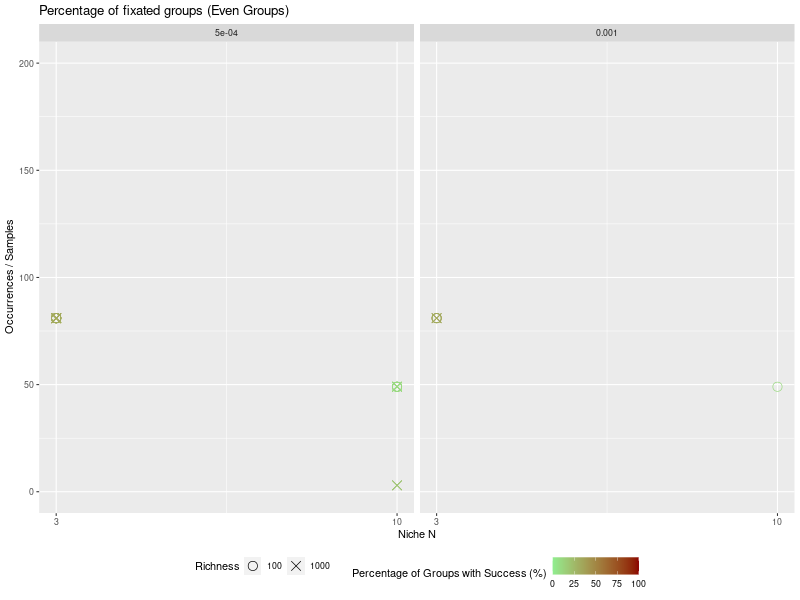 Percentage of fixated groups (Even Groups)
5e-04
0.001
200
150
100
50
0
Occurrences / Samples
3
10
3
10
Niche N
Richness
100
1000
Percentage of Groups with Success (%)
0 25 50 75 100